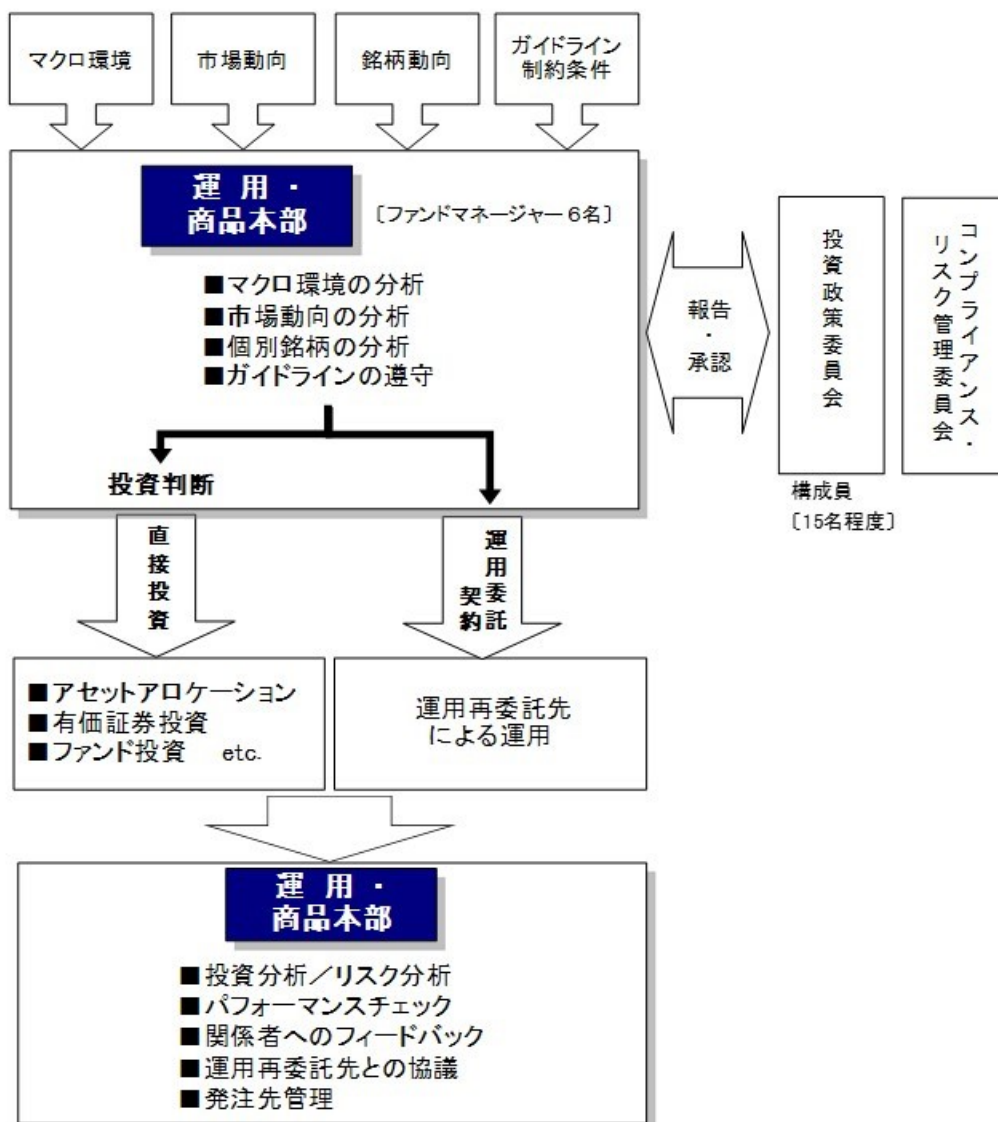 マクロ環境
市場動向
銘柄動向
ガイドライン
制約条件
運 用 ・
商品本部
〔ファンドマネージャー6名〕
■マクロ環境の分析
■市場動向の分析
■個別銘柄の分析
■ガイドラインの遵守
投資判断
報告
・
承認
投資政策委員会
コンプライアンス・
リスク管理委員会
構成員
〔15名程度〕
直接投資
運用委託
契約
■アセットアロケーション
■有価証券投資
■ファンド投資 etc.
運用再委託先
による運用
運 用 ・
商品本部
■投資分析／リスク分析
■パフォーマンスチェック
■関係者へのフィードバック
■運用再委託先との協議
■発注先管理